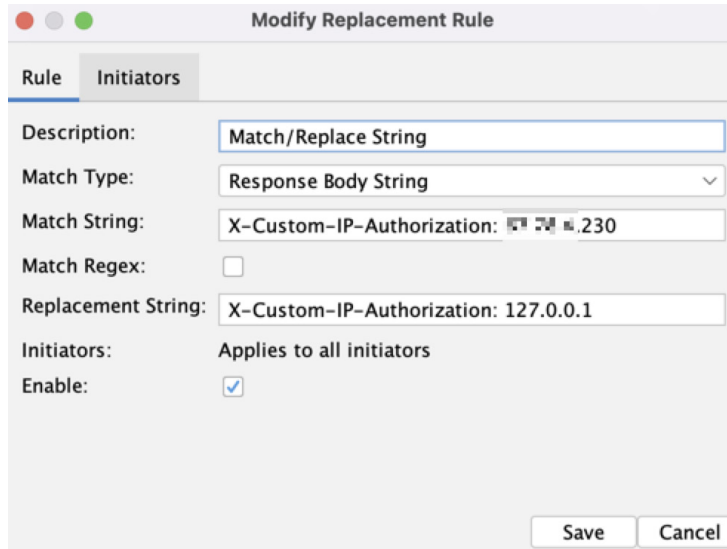 Modify Replacement Rule
Rule Initiators
Description: Match/Replace String
Match Type: Response Body String
Match String: X-Custom-IP-Authorization: .230
Match Regex:
Replacement String: X-Custom-IP-Authorization: 127.0.0.1
Initiators: Applies to all initiators
Enable:
Save Cancel